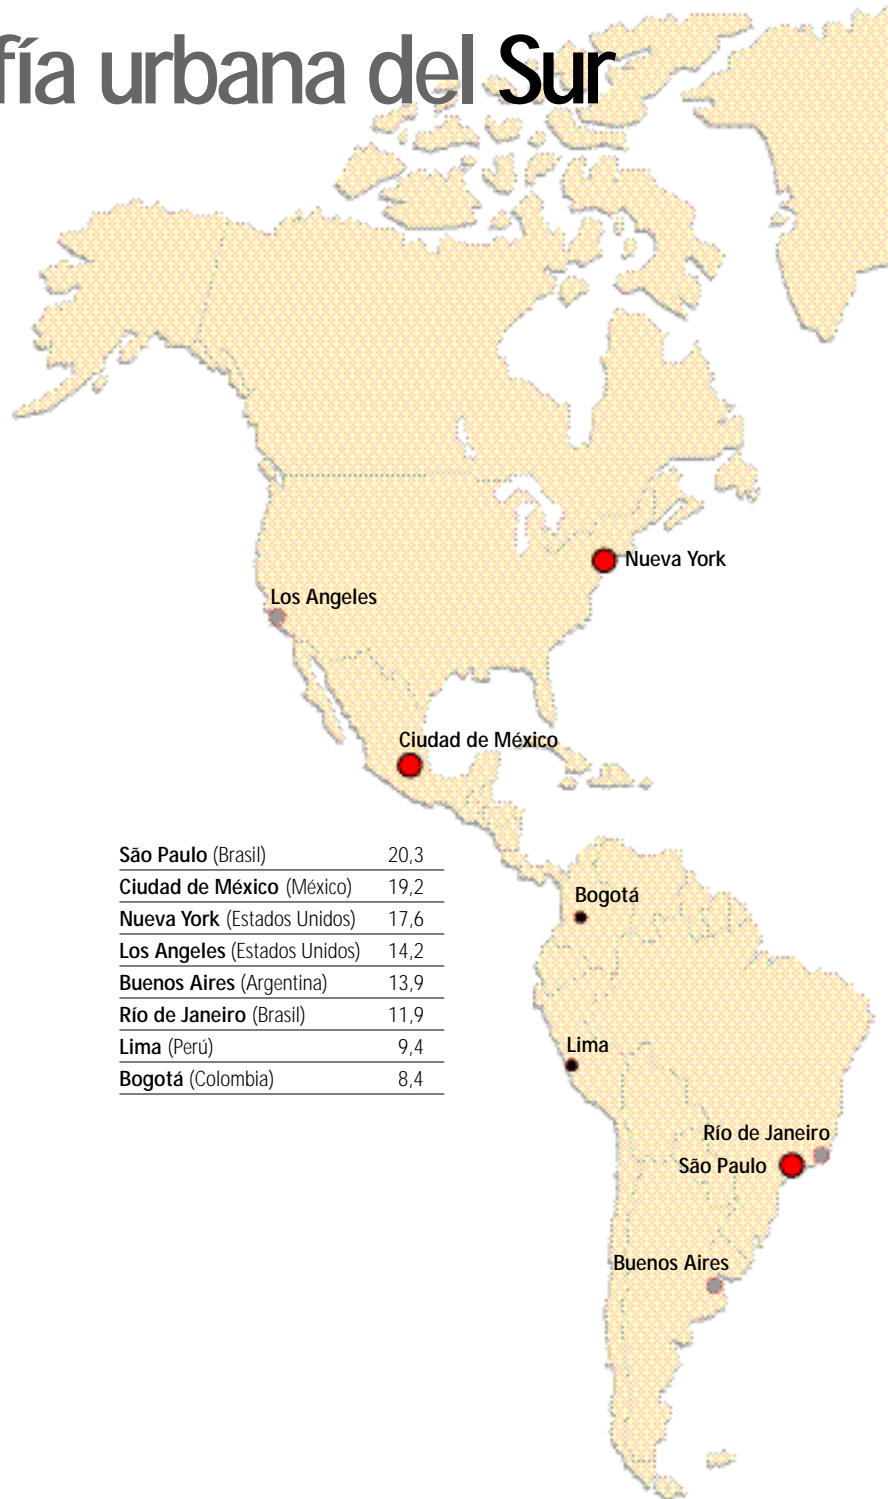 fía urbana del Sur
Nueva York
Los Angeles
Ciudad de México
São Paulo (Brasil) 20,3
Ciudad de México (México) 19,2
Nueva York (Estados Unidos) 17,6
Los Angeles (Estados Unidos) 14,2
Buenos Aires (Argentina) 13,9
Río de Janeiro (Brasil) 11,9
Lima (Perú) 9,4
Bogotá (Colombia) 8,4
Bogotá
Lima
Río de Janeiro
São Paulo
Buenos Aires